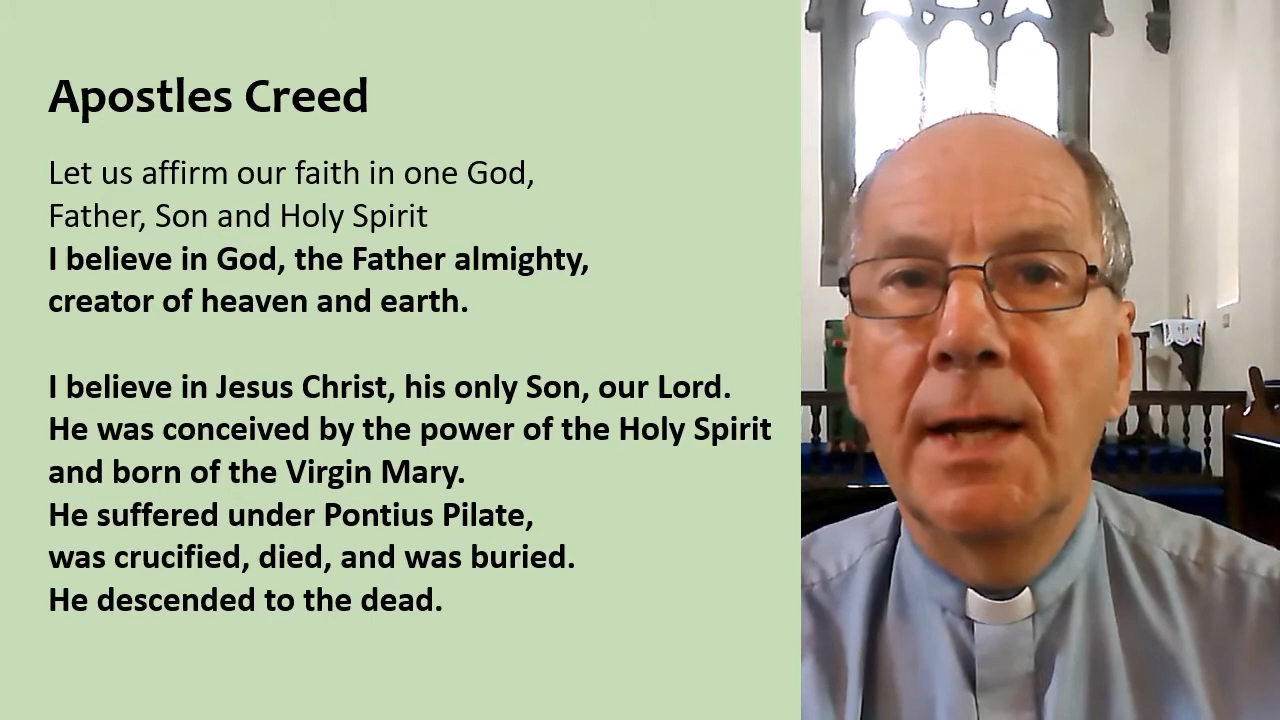 Apostles Creed
Let us affirm our faith in one God,
Father, Son and Holy Spirit
I believe in God, the Father almighty,
creator of heaven and earth.
I believe in Jesus Christ, his only Son, our Lord.
He was conceived by the power of the Holy Spirit
and born of the Virgin Mary.
He suffered under Pontius Pilate,
was crucified, died, and was buried.
He descended to the dead.